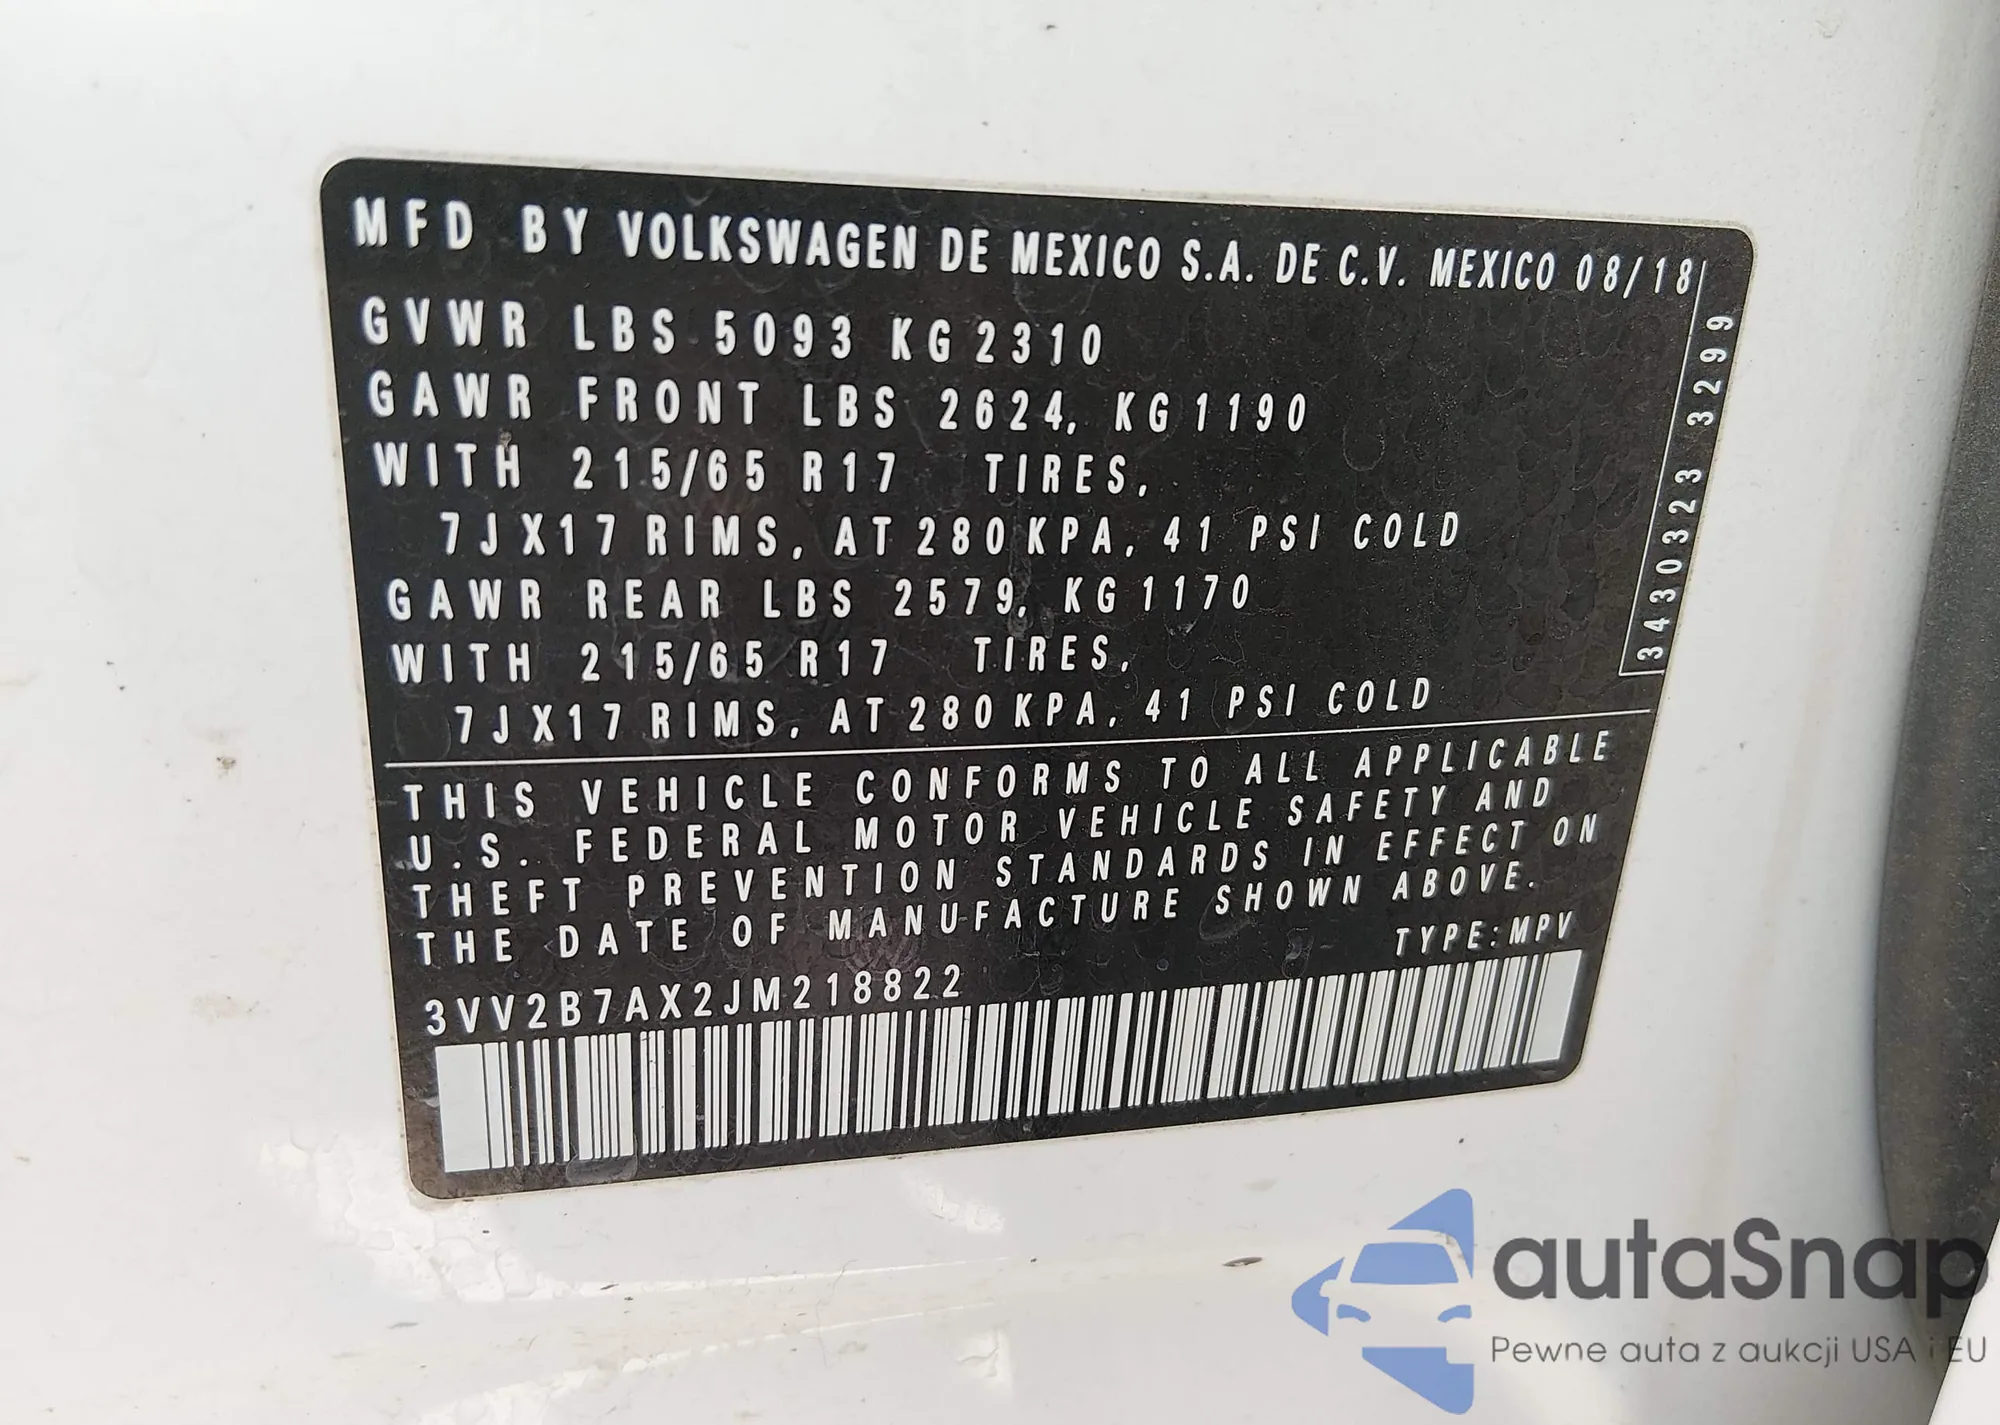 MFD BY VOLKSWAGEN DE MEXICO S.A. DE C.V. MEXICO 08/18
GVWR LBS 5093 KG 2310
GAWR FRONT LBS 2624, KG 1190
WITH 215/65 R17 TIRES,
7JX17 RIMS, AT 280 KPA, 41 PSI COLD
GAWR REAR LBS 2579, KG 1170
WITH 215/65 R17 TIRES,
7JX17 RIMS, AT 280 KPA, 41 PSI COLD
3430323 3299
THIS VEHICLE CONFORMS TO ALL APPLICABLE
U.S. FEDERAL MOTOR VEHICLE SAFETY AND
THEFT PREVENTION STANDARDS IN EFFECT ON
THE DATE OF MANUFACTURE SHOWN ABOVE.
TYPE: MPV
3VV2B7AX2JM218822
autaSnap
Pewne auta z aukcji USA i EU